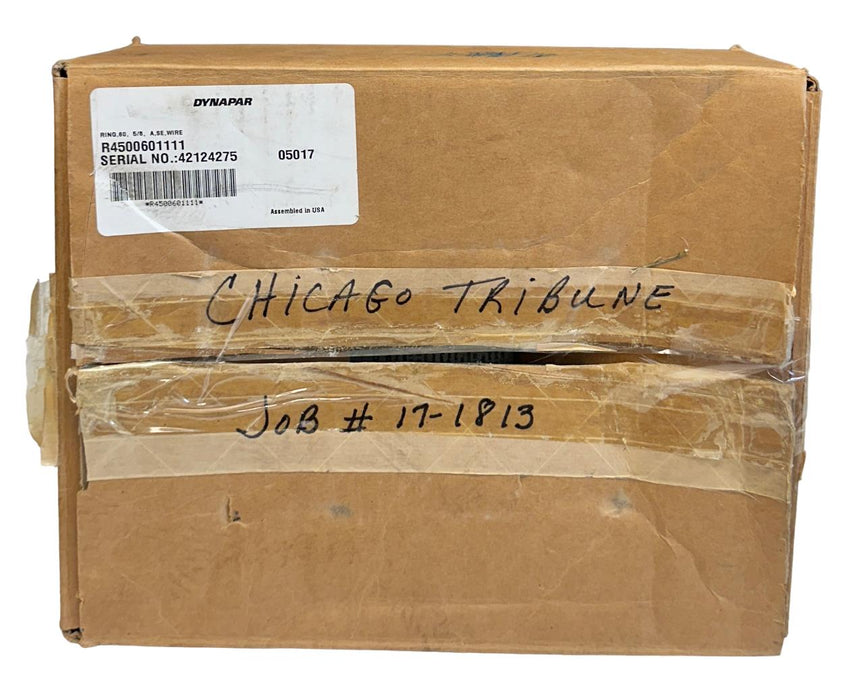 DYNAPAR
RING,60, 5/8, A,SE,WIRE
R4500601111
SERIAL NO.:42124275 05017
*R4500601111*
Assembled in USA
CHiCAGO TRiBUNE
JOB # 17-1813